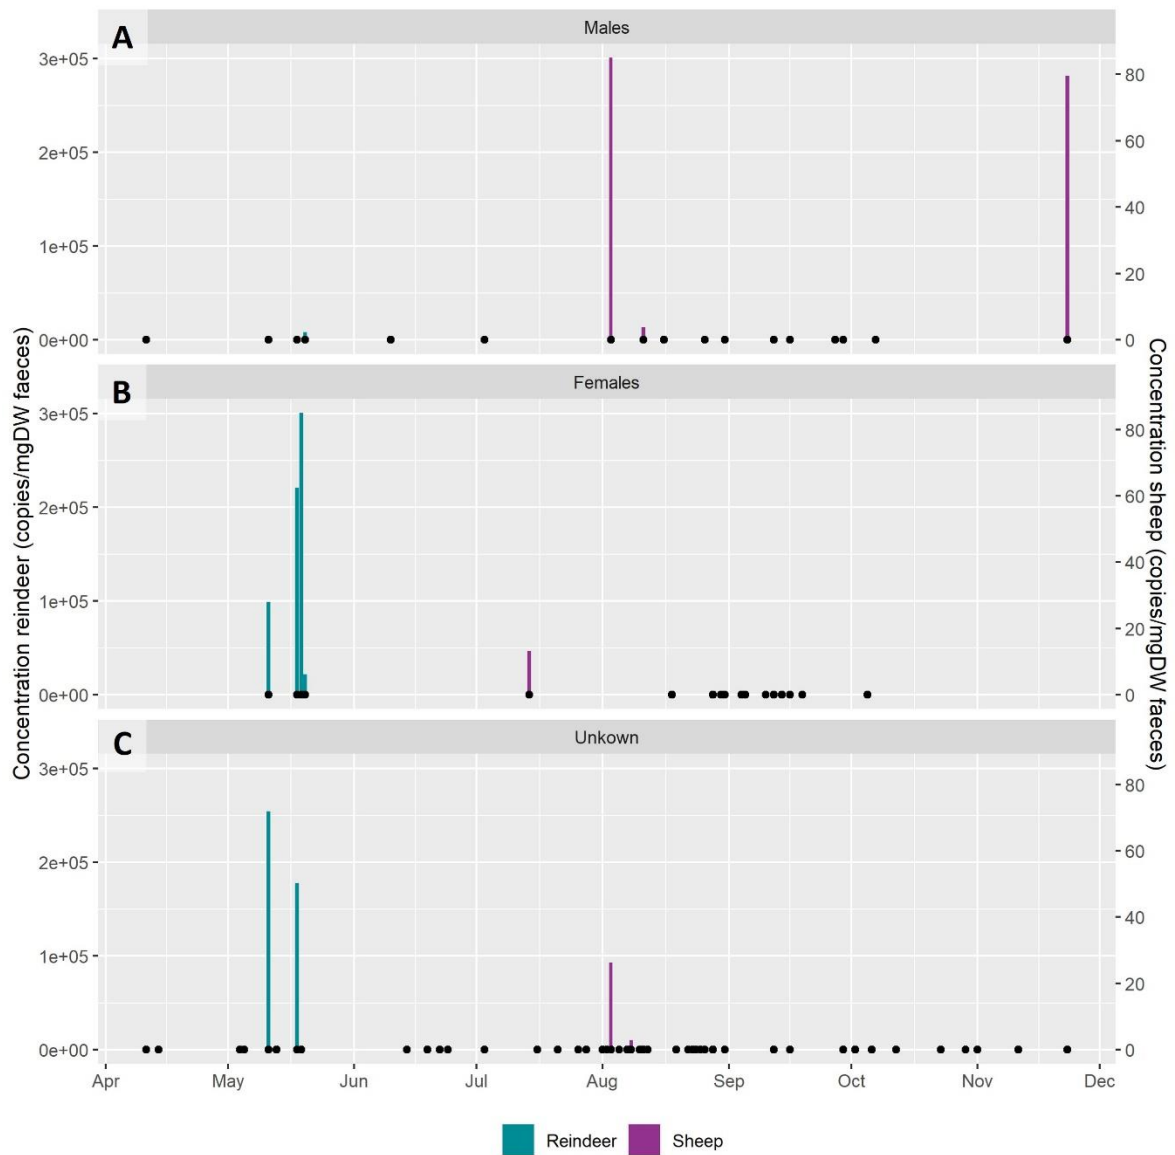 A
Males
3e+05
2e+05
1e+05
0e+00
80
60
40
20
0
B
Females
3e+05
2e+05
1e+05
0e+00
80
60
40
20
0
C
Unkown
3e+05
2e+05
1e+05
0e+00
80
60
40
20
0
Concentration reindeer (copies/mgDW faeces)
Concentration sheep (copies/mgDW faeces)
Apr May Jun Jul Aug Sep Oct Nov Dec
Reindeer Sheep